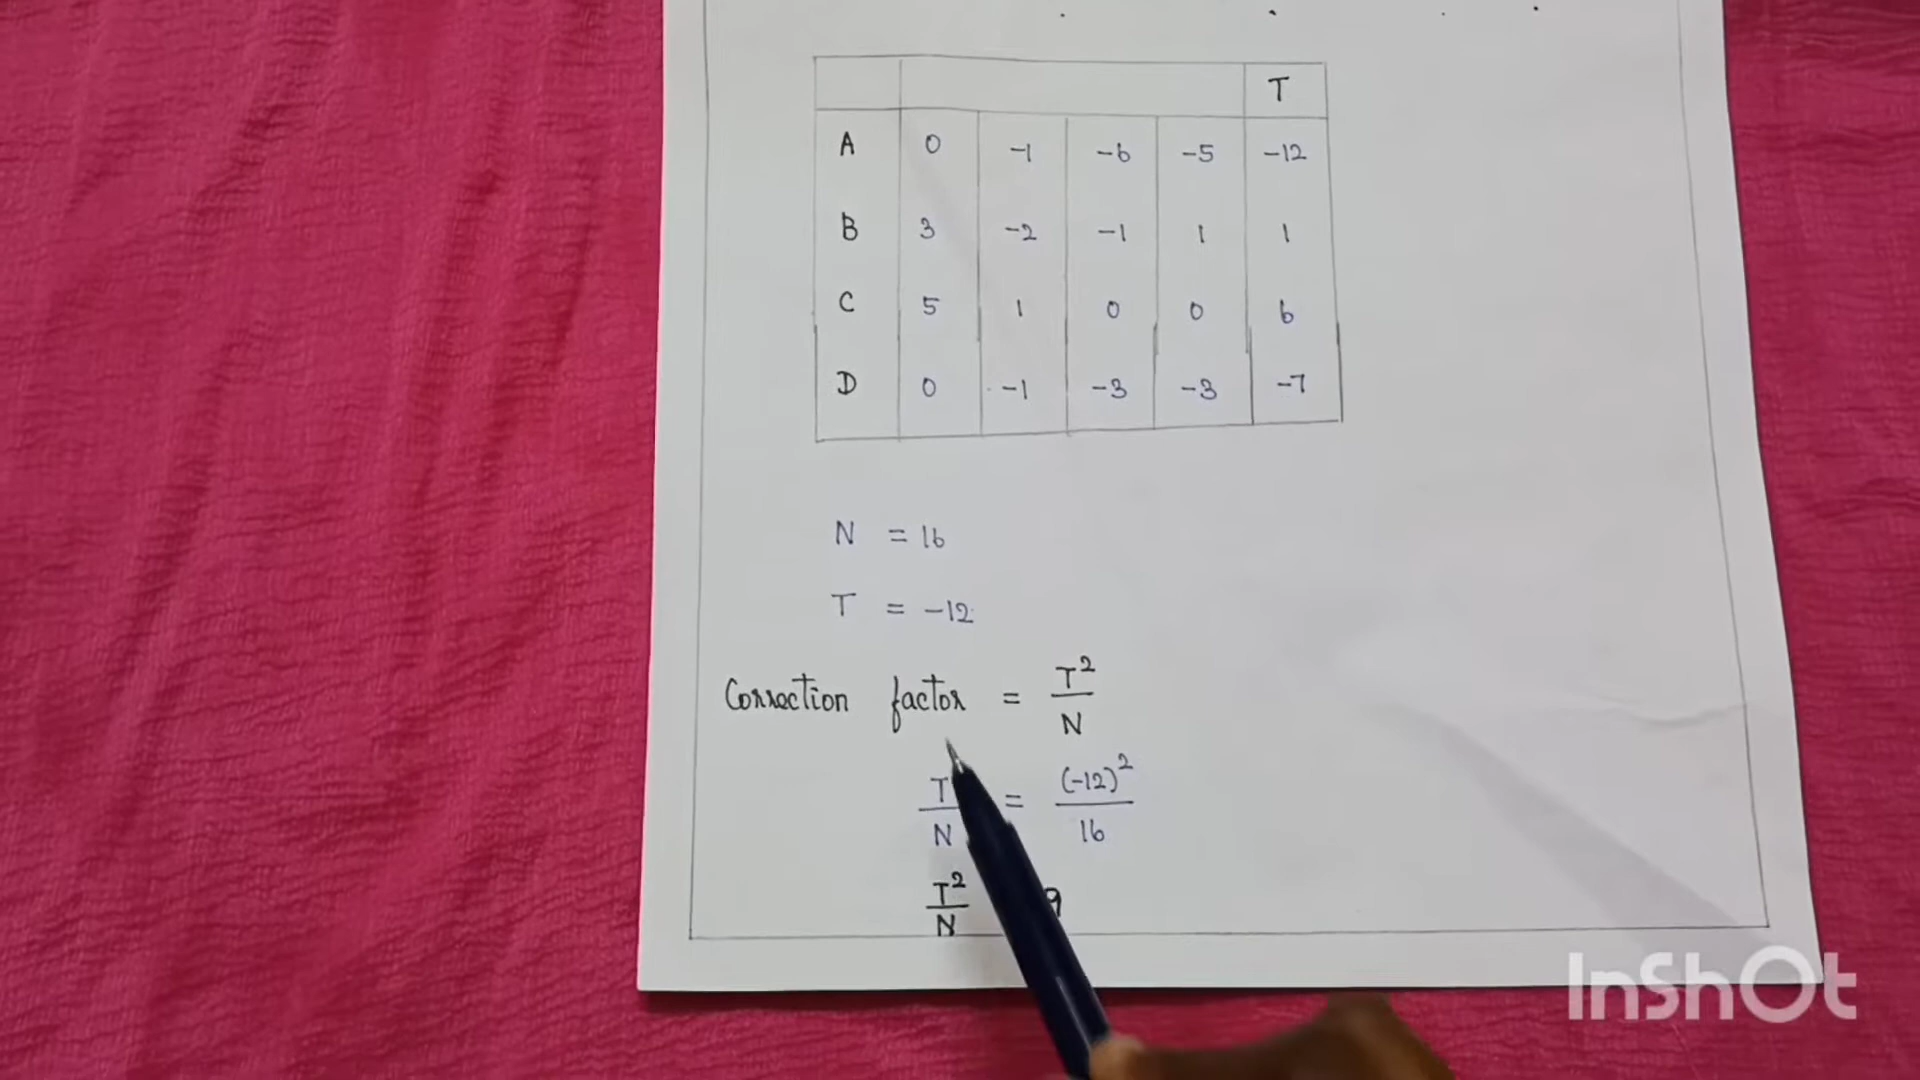 T
A 0 -1 -6 -5 -12
B 3 -2 -1 1 1
C 5 1 0 0 6
D 0 -1 -3 -3 -7
N = 16
T = -12
Correction factor = T²/N
T/N = (-12)²/16
T²/N 9
InShOt